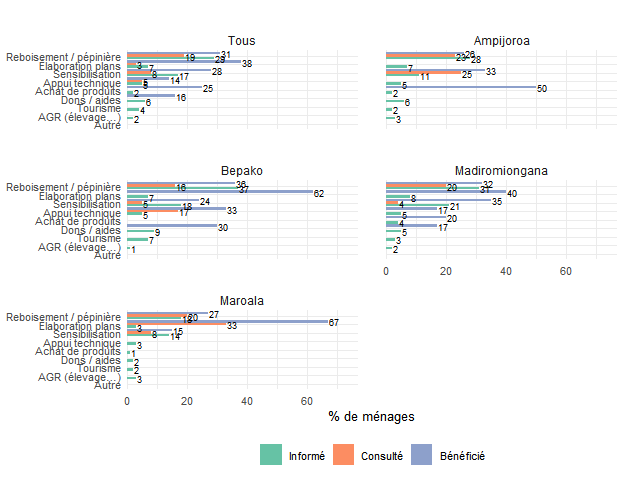 Tous
Ampijoroa
Reboisement / pépinière
Elaboration plans
Sensibilisation
Appui technique
Achat de produits
Dons / aides
Tourisme
AGR (élevage…)
Autre
31
19
29
38
3
7
28
8
17
14
5
5
25
2
16
6
4
2
26
23
28
7
33
25
11
5
50
2
6
2
3
Bepako
Madiromiongana
Reboisement / pépinière
Elaboration plans
Sensibilisation
Appui technique
Achat de produits
Dons / aides
Tourisme
AGR (élevage…)
Autre
36
16
37
62
7
24
5
18
33
17
5
30
9
7
1
32
20
31
40
8
35
4
21
17
5
20
4
17
5
3
2
0 20 40 60
Maroala
Reboisement / pépinière
Elaboration plans
Sensibilisation
Appui technique
Achat de produits
Dons / aides
Tourisme
AGR (élevage…)
Autre
27
20
18
67
33
3
15
8
14
3
1
2
2
3
0 20 40 60
% de ménages
Informé Consulté Bénéficié